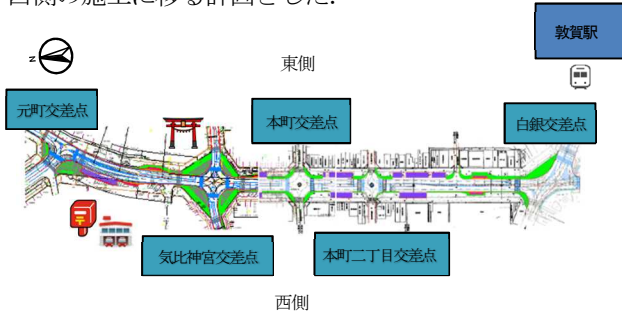 西側の施工に移る計画とした．
敦賀駅
N
東側
元町交差点
本町交差点
白銀交差点
気比神宮交差点
本町二丁目交差点
西側